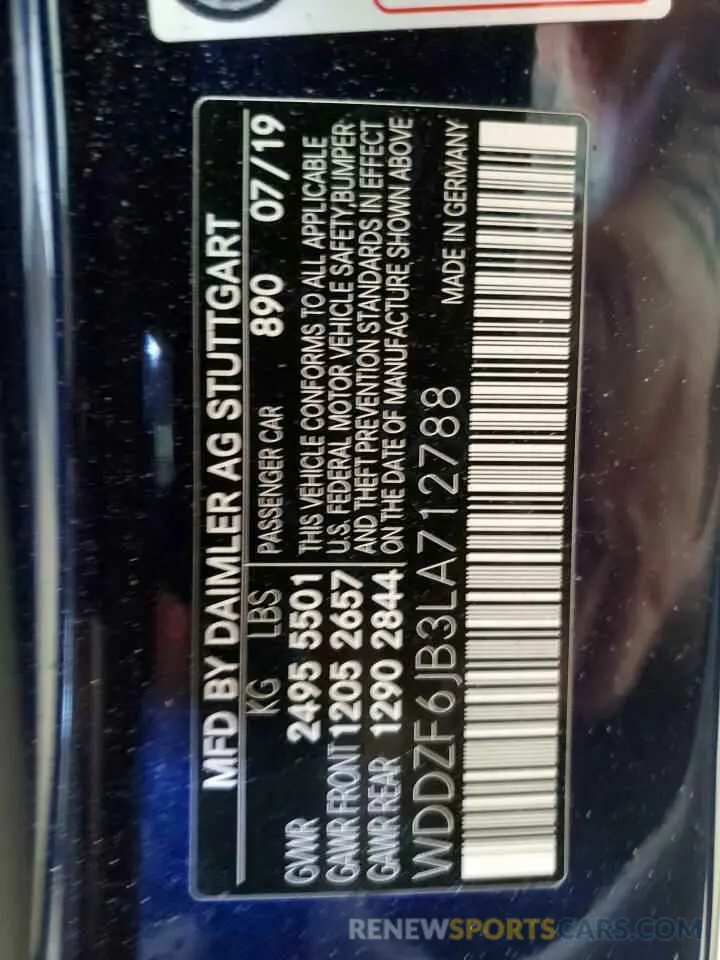 MFD BY DAIMLER AG STUTTGART
KG LBS PASSENGER CAR 890 07/19
GVWR 2495 5501
GAWR FRONT 1205 2657
GAWR REAR 1290 2844
THIS VEHICLE CONFORMS TO ALL APPLICABLE
U.S. FEDERAL MOTOR VEHICLE SAFETY,BUMPER
AND THEFT PREVENTION STANDARDS IN EFFECT
ON THE DATE OF MANUFACTURE SHOWN ABOVE
WDDZF6JB3LA712788 MADE IN GERMANY
RENEWSPORTSCARS.COM